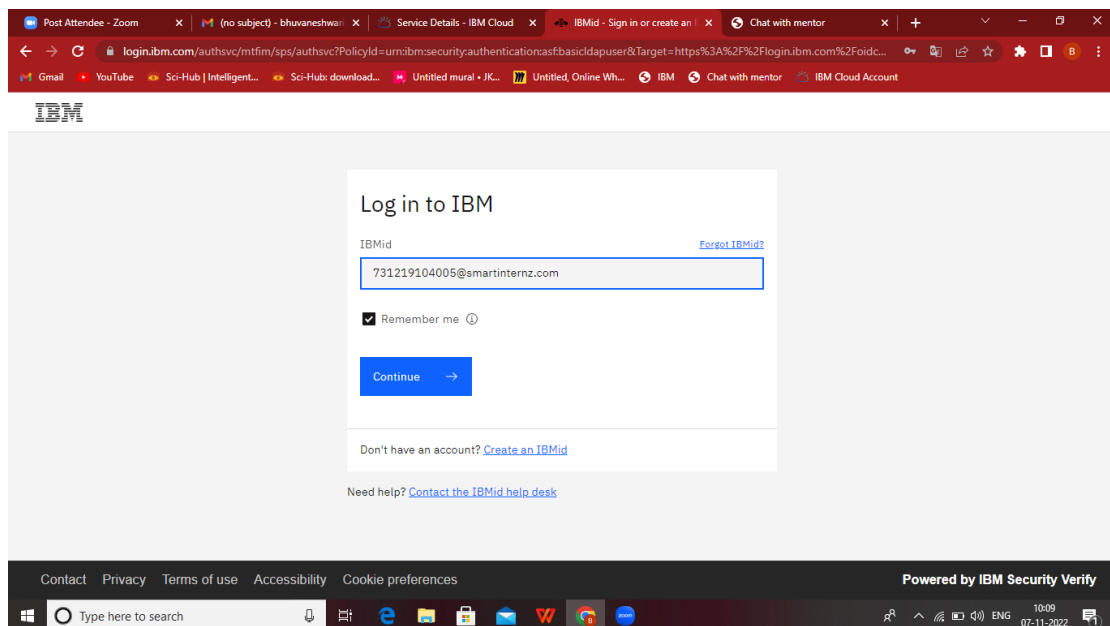 Post Attendee - Zoom
(no subject) - bhuvaneshwari
Service Details - IBM Cloud
IBMid - Sign in or create an I
Chat with mentor
login.ibm.com/authsvc/mtfim/sps/authsvc?PolicyId=urn:ibm:security:authentication:asf:basicldapuser&Target=https%3A%2F%2Flogin.ibm.com%2Foidc...
B
Gmail
YouTube
Sci-Hub | Intelligent...
Sci-Hub: download...
Untitled mural • JK...
Untitled, Online Wh...
IBM
Chat with mentor
IBM Cloud Account
IBM
Log in to IBM
IBMid Forgot IBMid?
731219104005@smartinternz.com
Remember me
Continue →
Don't have an account? Create an IBMid
Need help? Contact the IBMid help desk
Contact Privacy Terms of use Accessibility Cookie preferences Powered by IBM Security Verify
Type here to search
zoom
ENG
10:09
07-11-2022